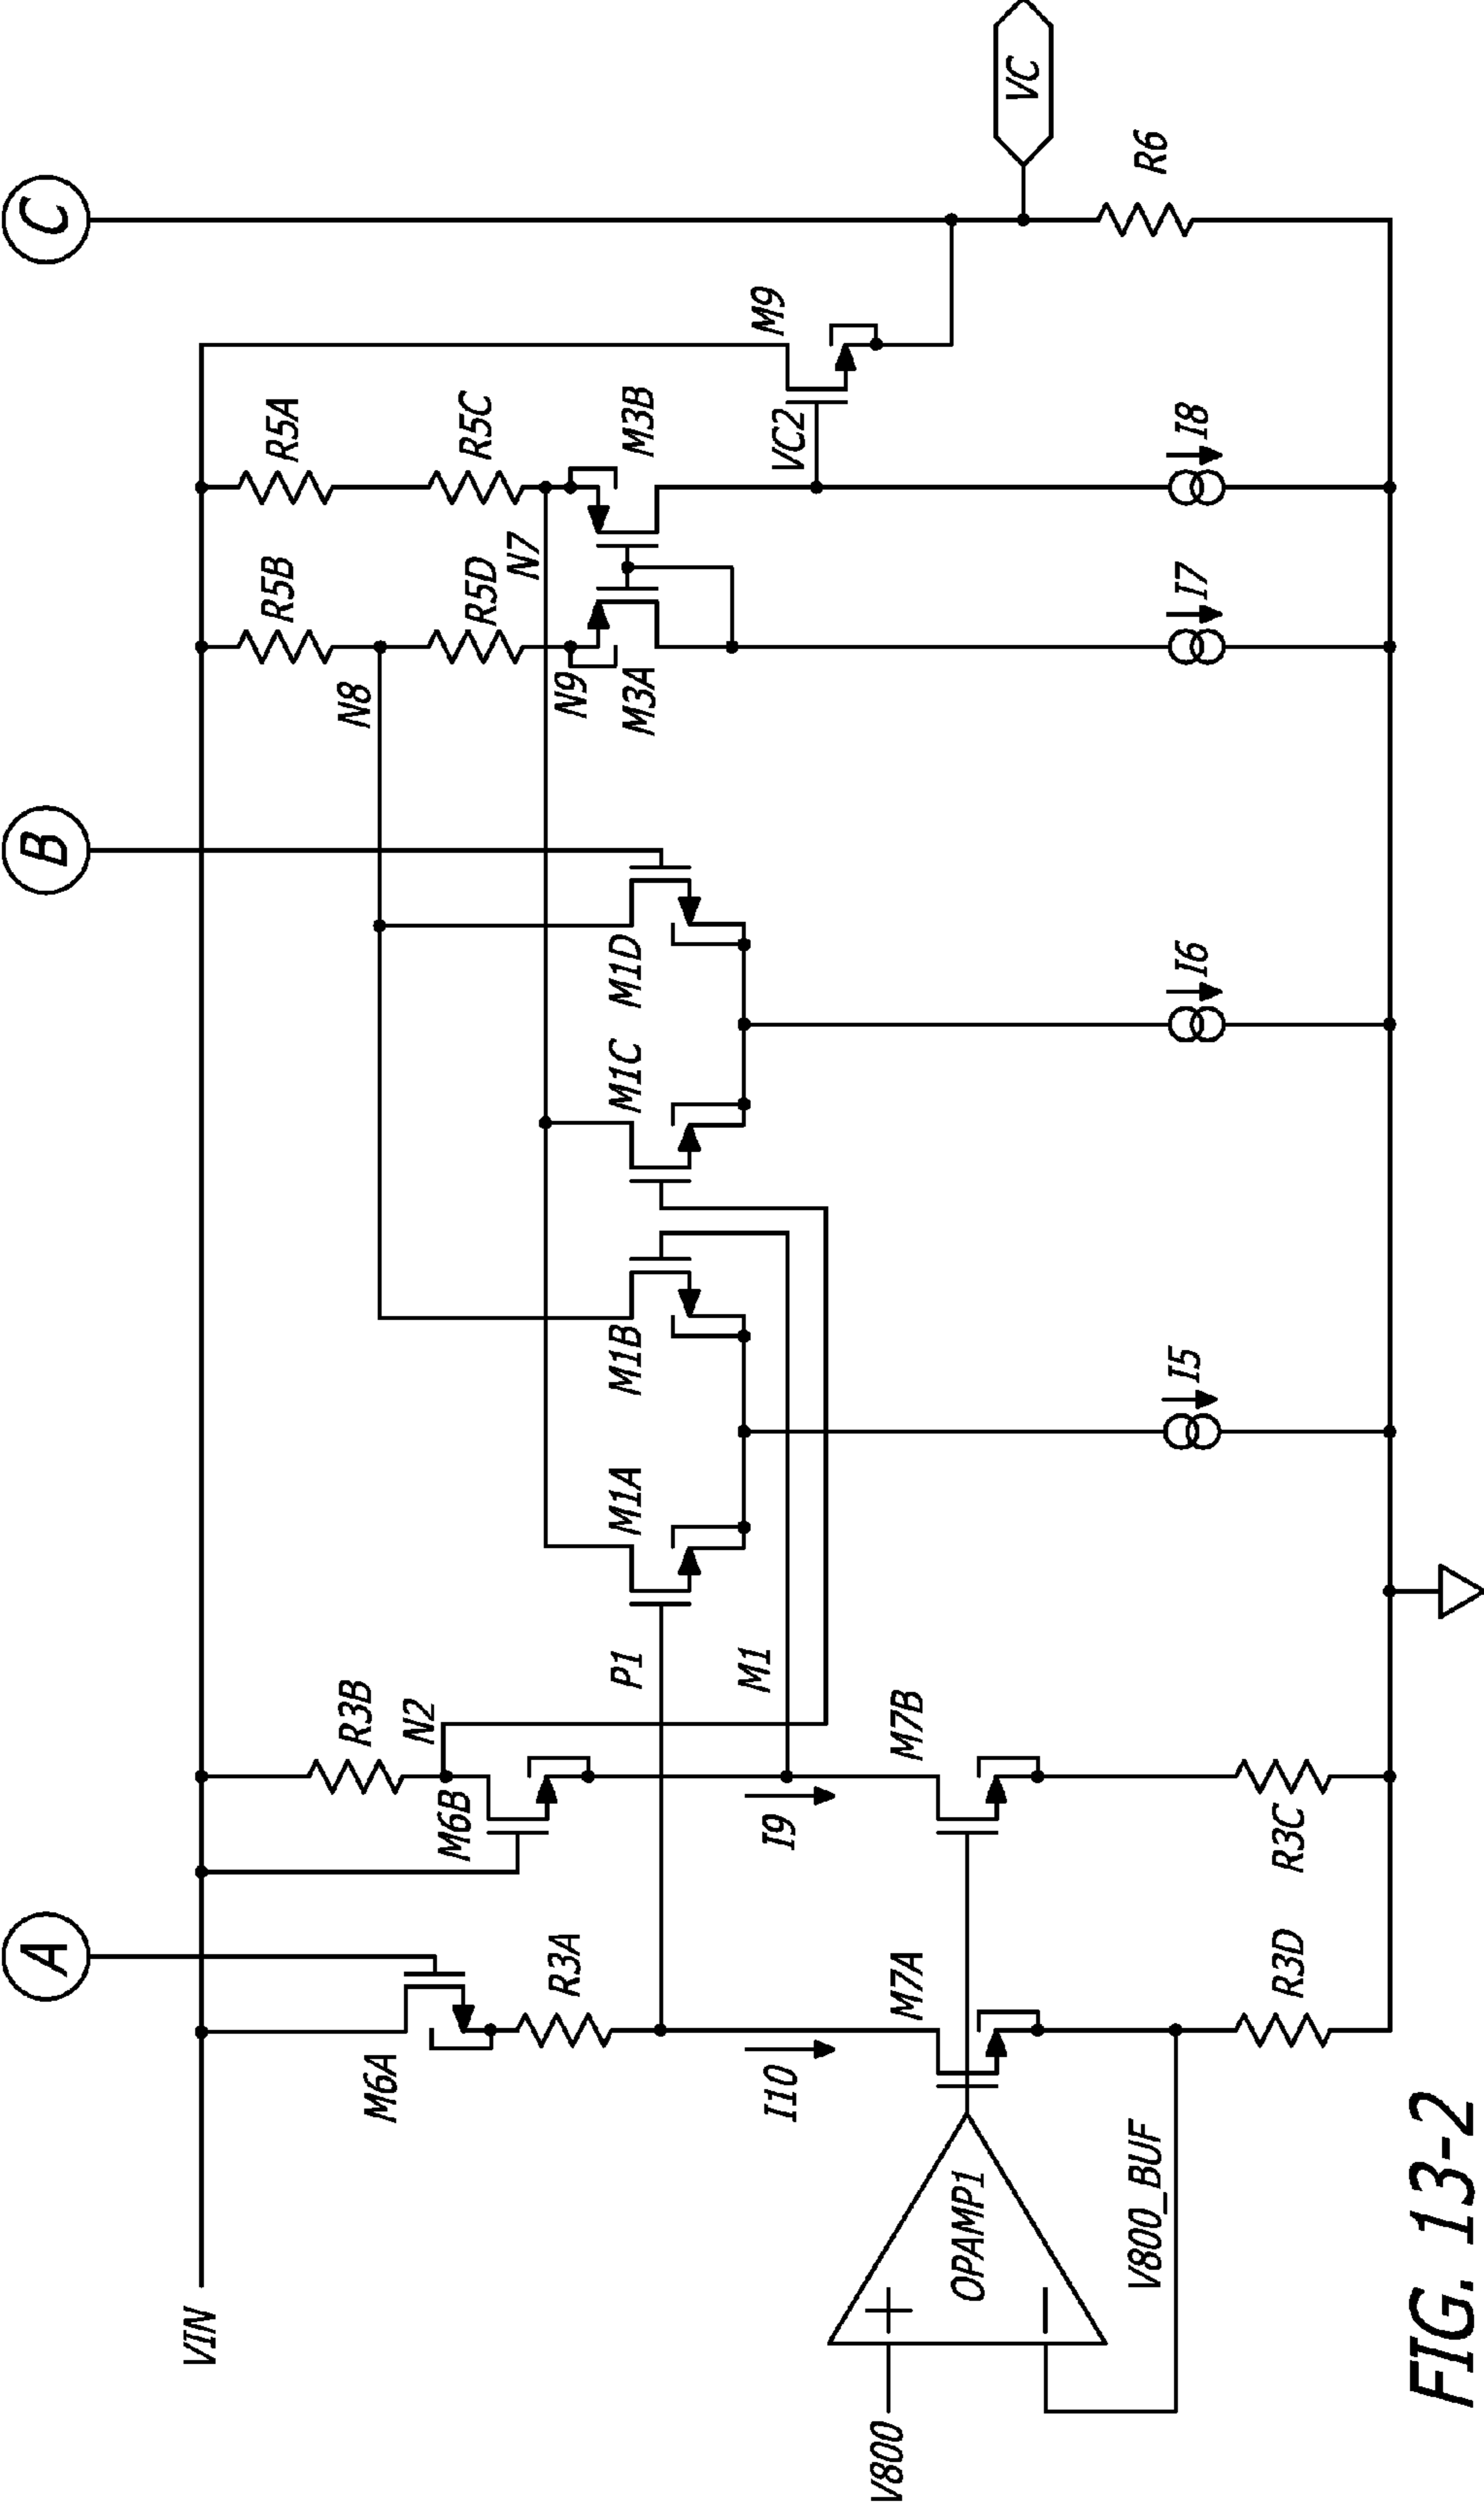 A
B
C
VIN
R3B
N2
M6A
M6B
R3A
P1
M1
I10
I9
M1A
M1B
M1C
M1D
N8
R5B
R5A
R5D
R5C
N7
N9
M3A
M3B
VC2
M9
V800
OPAMP1
M7A
M7B
V800_BUF
R3D
R3C
I5
I6
I7
I8
VC
R6
FIG. 13-2